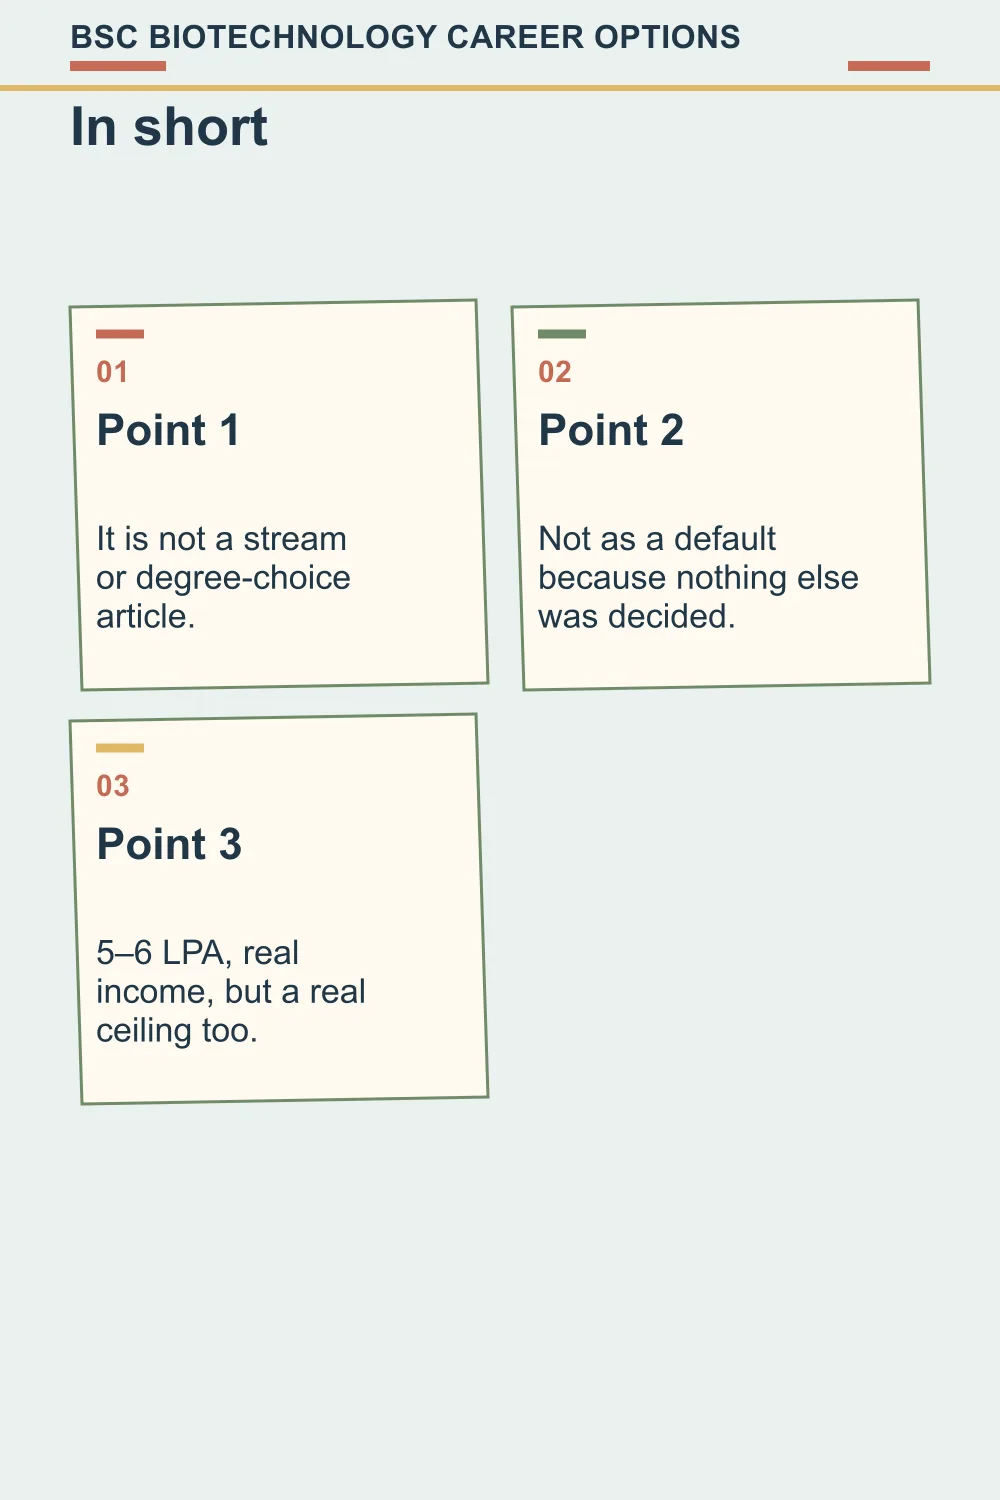 BSC BIOTECHNOLOGY CAREER OPTIONS
In short
01
Point 1
It is not a stream
or degree-choice
article.
02
Point 2
Not as a default
because nothing else
was decided.
03
Point 3
5–6 LPA, real
income, but a real
ceiling too.